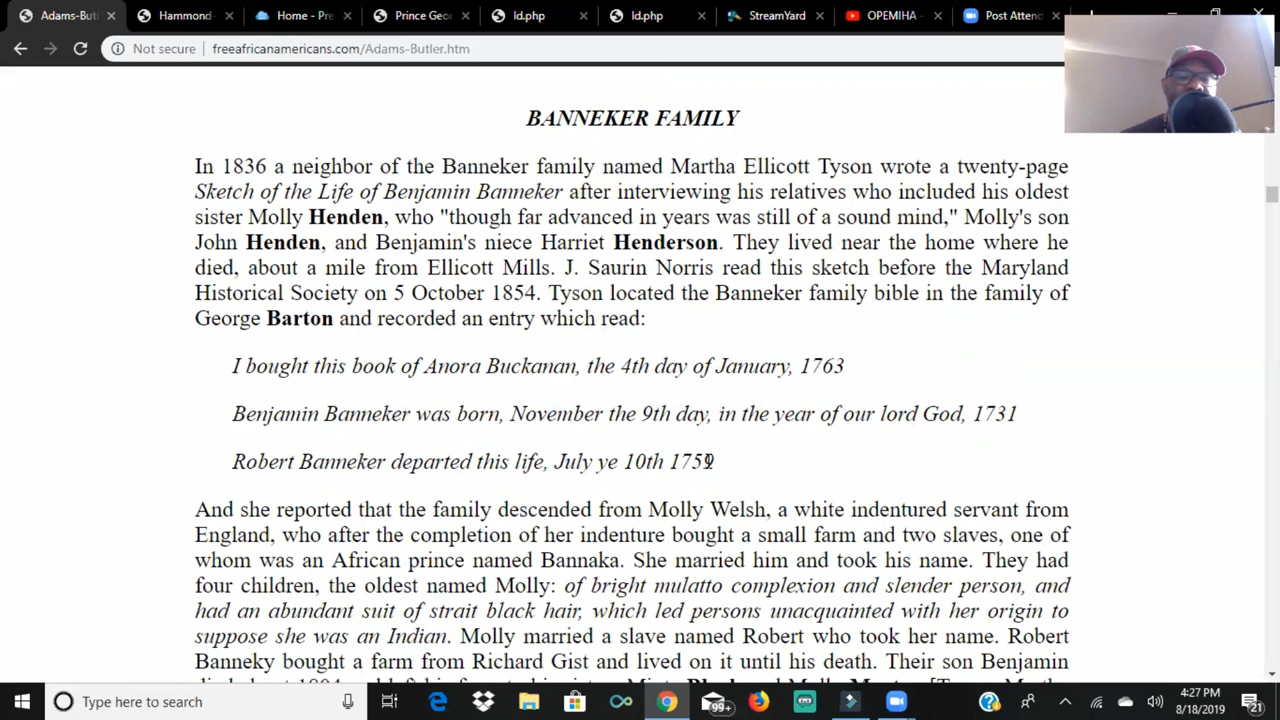 Adams-Butl
Hammond-
Home - Pre
Prince Geo
ld.php
ld.php
StreamYard
OPEMIHA -
Post Attend
Not secure
freeafricanamericans.com/Adams-Butler.htm
BANNEKER FAMILY
In 1836 a neighbor of the Banneker family named Martha Ellicott Tyson wrote a twenty-page
Sketch of the Life of Benjamin Banneker after interviewing his relatives who included his oldest
sister Molly Henden, who "though far advanced in years was still of a sound mind," Molly's son
John Henden, and Benjamin's niece Harriet Henderson. They lived near the home where he
died, about a mile from Ellicott Mills. J. Saurin Norris read this sketch before the Maryland
Historical Society on 5 October 1854. Tyson located the Banneker family bible in the family of
George Barton and recorded an entry which read:
I bought this book of Anora Buckanan, the 4th day of January, 1763
Benjamin Banneker was born, November the 9th day, in the year of our lord God, 1731
Robert Banneker departed this life, July ye 10th 1759
And she reported that the family descended from Molly Welsh, a white indentured servant from
England, who after the completion of her indenture bought a small farm and two slaves, one of
whom was an African prince named Bannaka. She married him and took his name. They had
four children, the oldest named Molly: of bright mulatto complexion and slender person, and
had an abundant suit of strait black hair, which led persons unacquainted with her origin to
suppose she was an Indian. Molly married a slave named Robert who took her name. Robert
Banneky bought a farm from Richard Gist and lived on it until his death. Their son Benjamin
Type here to search
99+
4:27 PM
8/18/2019
21